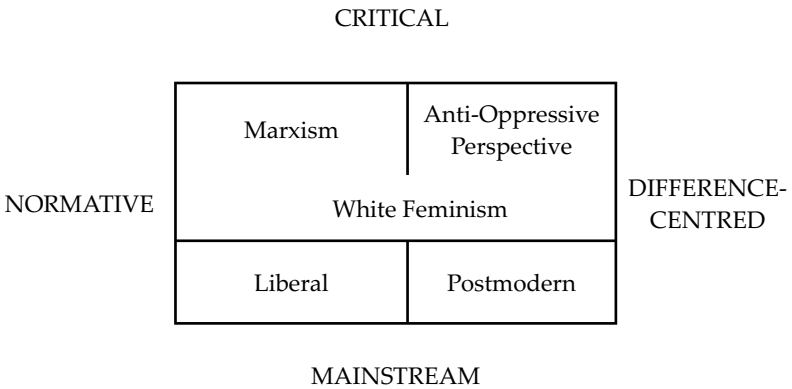 CRITICAL
Marxism
Anti-Oppressive
Perspective
NORMATIVE
White Feminism
DIFFERENCE-
CENTRED
Liberal
Postmodern
MAINSTREAM